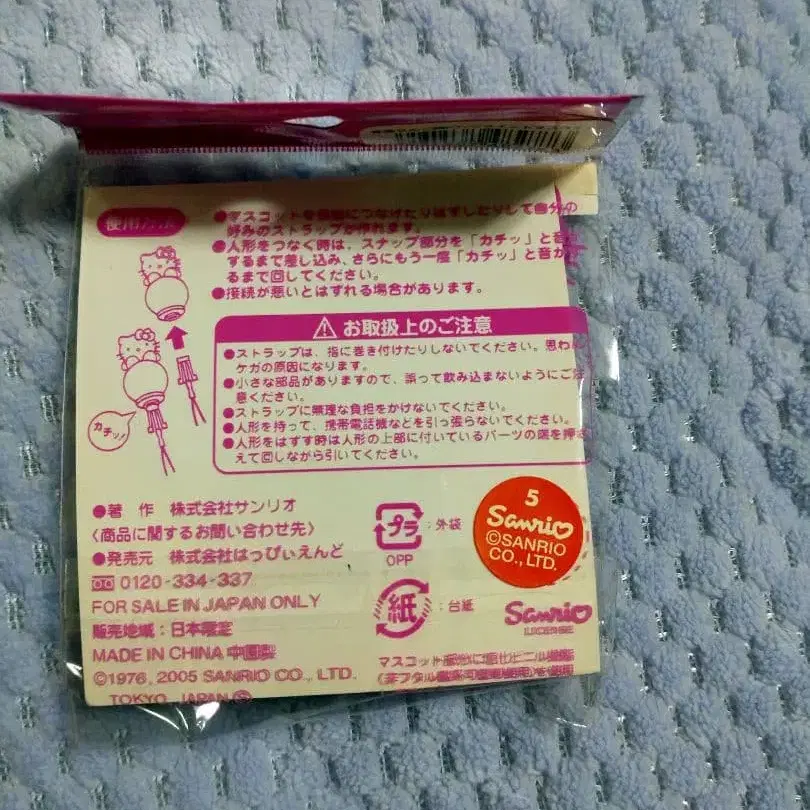 使用方法
●マスコットを自由につなげたりはずしたりして自分の
好みのストラップが作れます。
●人形をつなぐ時は、スナップ部分を「カチッ」と音
するまで差し込み、さらにもう一度「カチッ」と音が
るまで回してください。
●接続が悪いとはずれる場合があります。
カチッ!
⚠お取扱上のご注意
●ストラップは、指に巻き付けたりしないでください。思わ
ケガの原因になります。
●小さな部品がありますので、誤って飲み込まないようにご注
意ください。
●ストラップに無理な負担をかけないでください。
●人形を持って、携帯電話機などを引っ張らないでください。
●人形をはずす時は人形の上部に付いているパーツの端を押さ
えて回しながら引いてください。
●著 作 株式会社サンリオ
〈商品に関するお問い合わせ先〉
●発売元 株式会社はっぴぃえんど
0120-334-337
FOR SALE IN JAPAN ONLY
販売地域：日本限定
MADE IN CHINA 中国製
©1976, 2005 SANRIO CO., LTD.
TOKYO, JAPAN Ⓢ
プラ：外袋
OPP
紙：台紙
5
Sanrio
©SANRIO
CO., LTD.
Sanrio
LICENSEE
マスコット